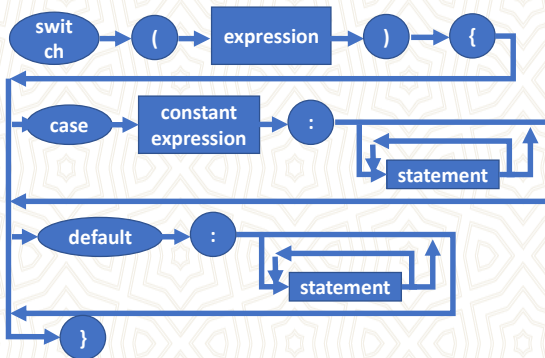 swit
ch
(
expression
)
{
case
constant
expression
:
statement
default
:
statement
}